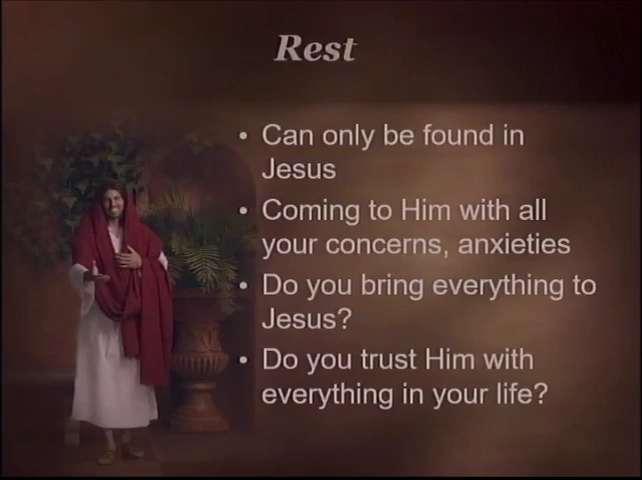 Rest
• Can only be found in
Jesus
• Coming to Him with all
your concerns, anxieties
• Do you bring everything to
Jesus?
• Do you trust Him with
everything in your life?